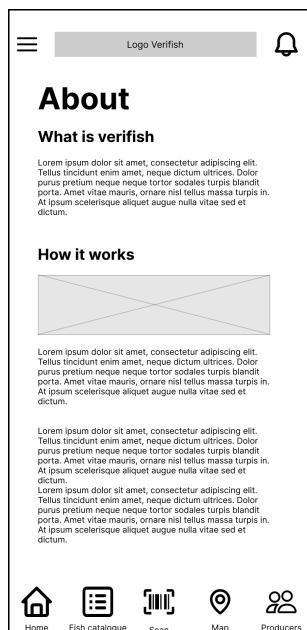 Logo Verifish
About
What is verifish
Lorem ipsum dolor sit amet, consectetur adipiscing elit.
Tellus tincidunt enim amet, neque dictum ultrices. Dolor
purus pretium neque neque tortor sodales turpis blandit
porta. Amet vitae mauris, ornare nisl tellus massa turpis in.
At ipsum scelerisque aliquet augue nulla vitae sed et
dictum.
How it works
Lorem ipsum dolor sit amet, consectetur adipiscing elit.
Tellus tincidunt enim amet, neque dictum ultrices. Dolor
purus pretium neque neque tortor sodales turpis blandit
porta. Amet vitae mauris, ornare nisl tellus massa turpis in.
At ipsum scelerisque aliquet augue nulla vitae sed et
dictum.
Lorem ipsum dolor sit amet, consectetur adipiscing elit.
Tellus tincidunt enim amet, neque dictum ultrices. Dolor
purus pretium neque neque tortor sodales turpis blandit
porta. Amet vitae mauris, ornare nisl tellus massa turpis in.
At ipsum scelerisque aliquet augue nulla vitae sed et
dictum.
Lorem ipsum dolor sit amet, consectetur adipiscing elit.
Tellus tincidunt enim amet, neque dictum ultrices. Dolor
purus pretium neque neque tortor sodales turpis blandit
porta. Amet vitae mauris, ornare nisl tellus massa turpis in.
At ipsum scelerisque aliquet augue nulla vitae sed et
dictum.
Home Fish catalogue Scan Map Producers